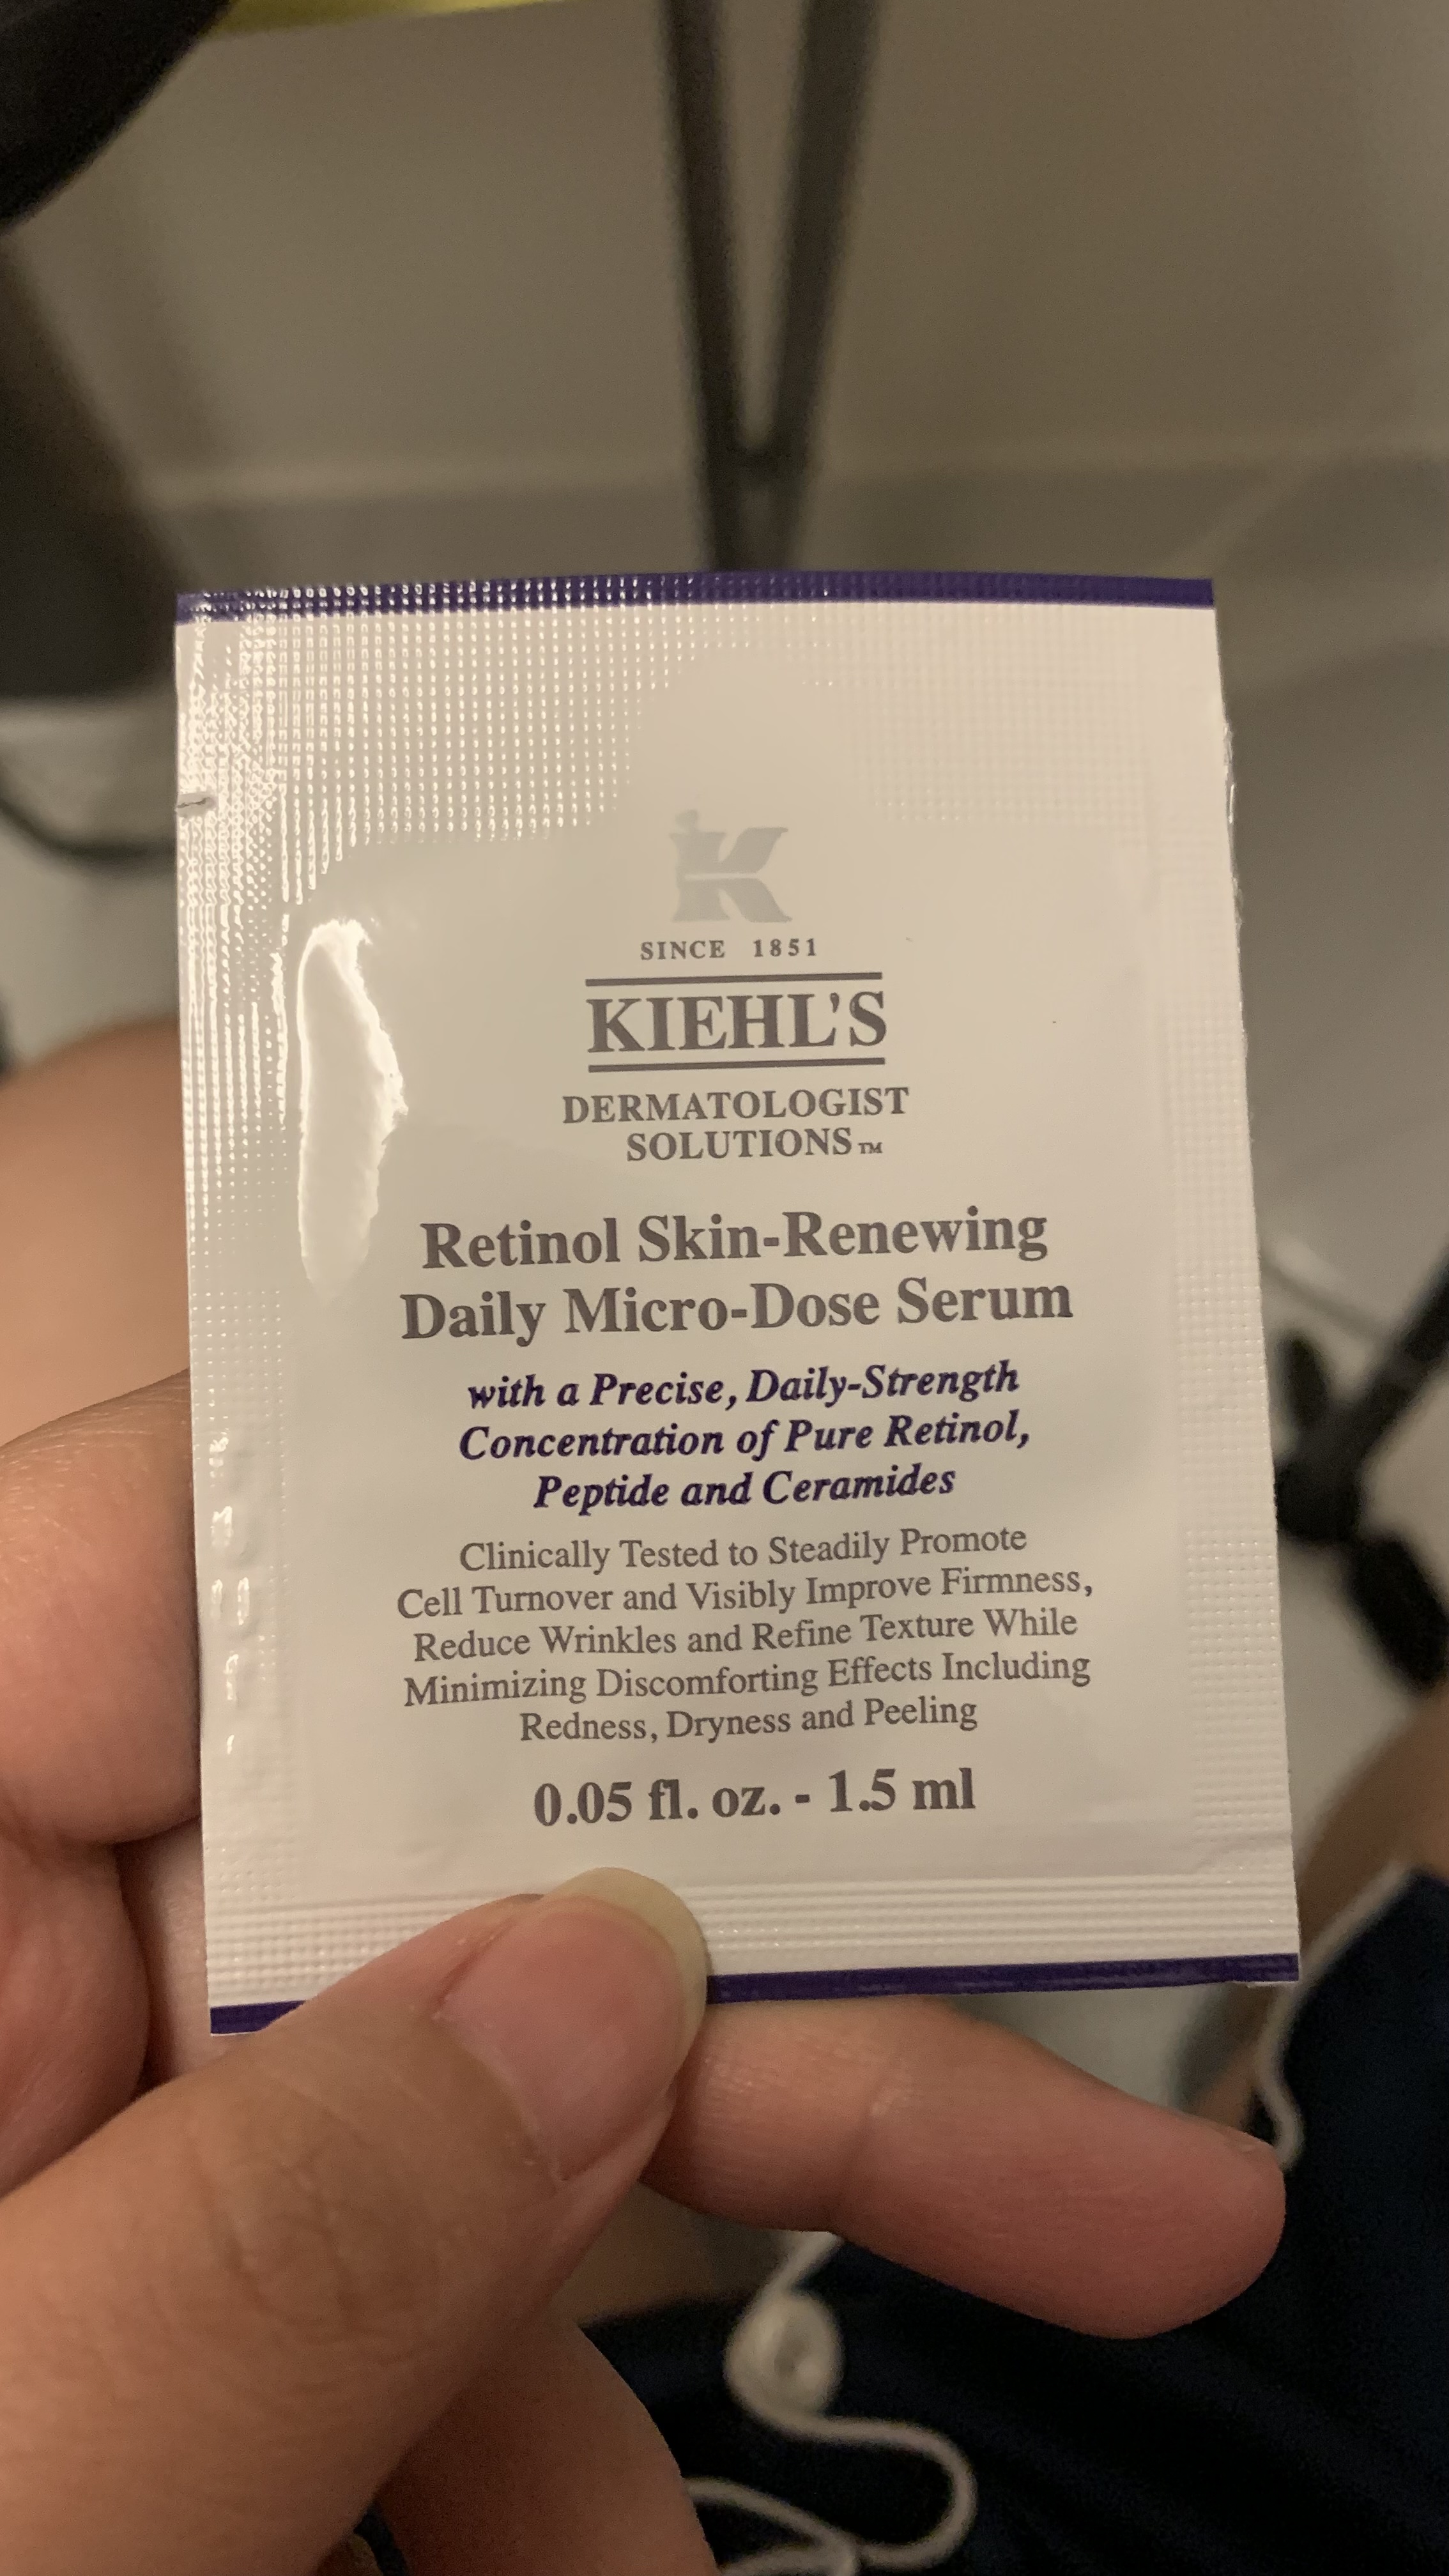 K
SINCE 1851
KIEHL'S
DERMATOLOGIST
SOLUTIONS™
Retinol Skin-Renewing
Daily Micro-Dose Serum
with a Precise, Daily-Strength
Concentration of Pure Retinol,
Peptide and Ceramides
Clinically Tested to Steadily Promote
Cell Turnover and Visibly Improve Firmness,
Reduce Wrinkles and Refine Texture While
Minimizing Discomforting Effects Including
Redness, Dryness and Peeling
0.05 fl. oz. - 1.5 ml